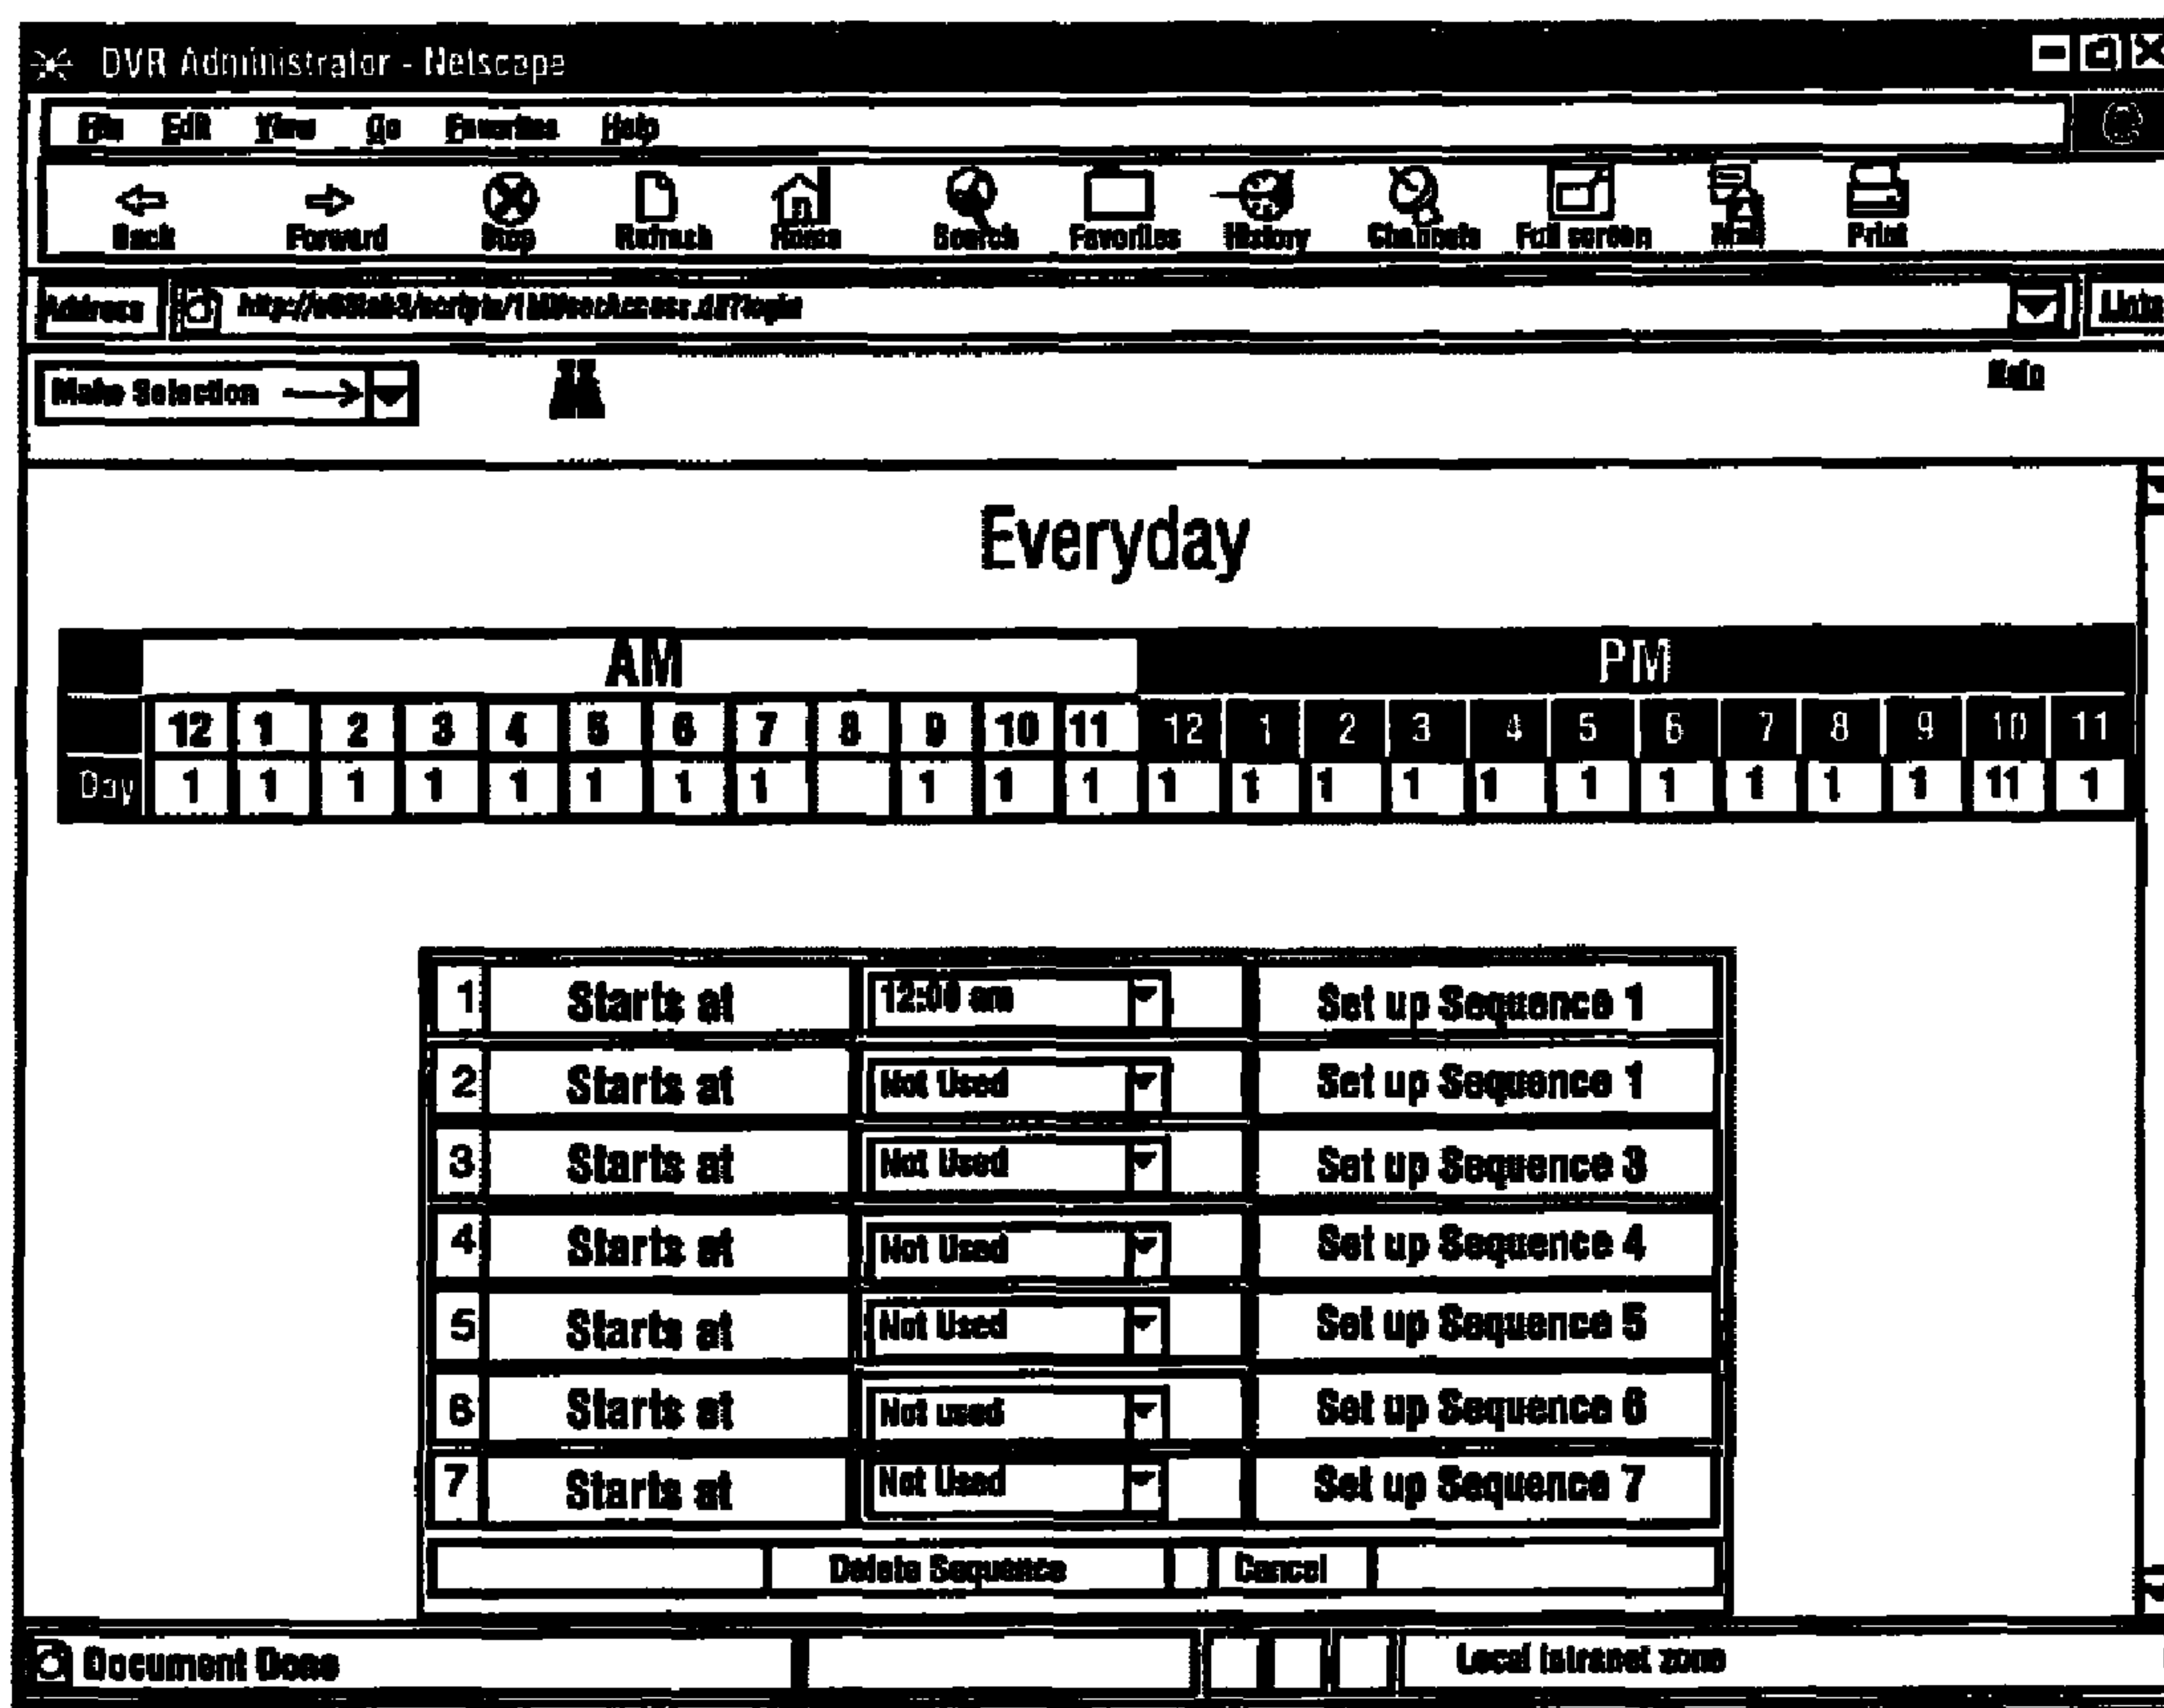 DVR Administrator - Netscape
File Edit View Go Favorites Help
Back Forward Stop Refresh Home Search Favorites History Channels Full screen Mail Print
Address Links
Make Selection Help
Everyday
AM PM
12 1 2 3 4 5 6 7 8 9 10 11 12 1 2 3 4 5 6 7 8 9 10 11
Day 1 1 1 1 1 1 1 1 1 1 1 1 1 1 1 1 1 1 1 1 1 11 1
1 Starts at 12:00 am Set up Sequence 1
2 Starts at Not Used Set up Sequence 1
3 Starts at Not Used Set up Sequence 3
4 Starts at Not Used Set up Sequence 4
5 Starts at Not Used Set up Sequence 5
6 Starts at Not used Set up Sequence 6
7 Starts at Not Used Set up Sequence 7
Delete Sequence Cancel
Document Done Local intranet zone